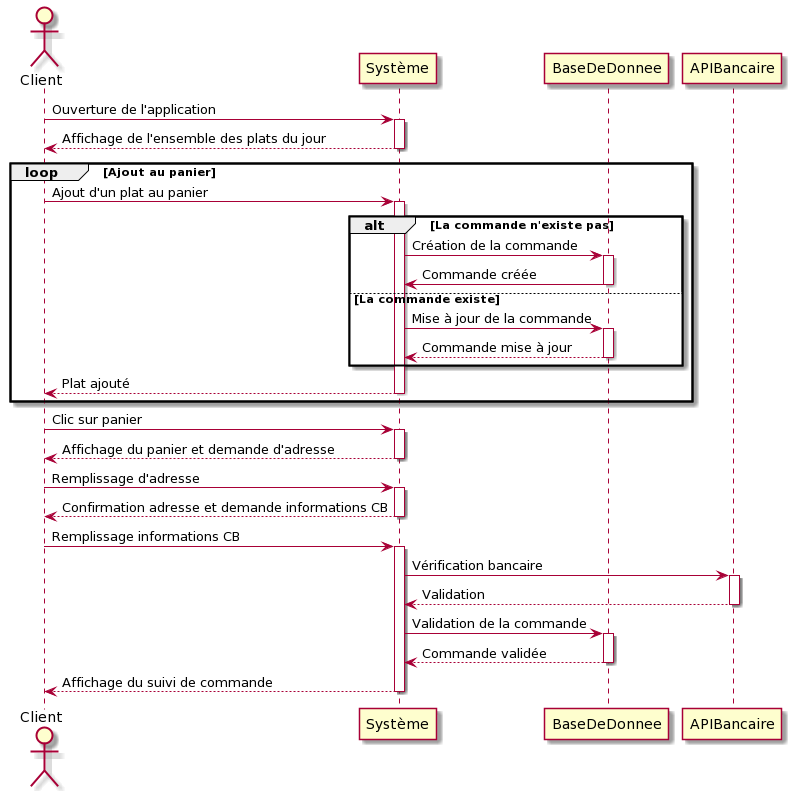 Client
Système
BaseDeDonnee
APIBancaire
Ouverture de l'application
Affichage de l'ensemble des plats du jour
loop
[Ajout au panier]
Ajout d'un plat au panier
alt
[La commande n'existe pas]
Création de la commande
Commande créée
[La commande existe]
Mise à jour de la commande
Commande mise à jour
Plat ajouté
Clic sur panier
Affichage du panier et demande d'adresse
Remplissage d'adresse
Confirmation adresse et demande informations CB
Remplissage informations CB
Vérification bancaire
Validation
Validation de la commande
Commande validée
Affichage du suivi de commande
Client
Système
BaseDeDonnee
APIBancaire